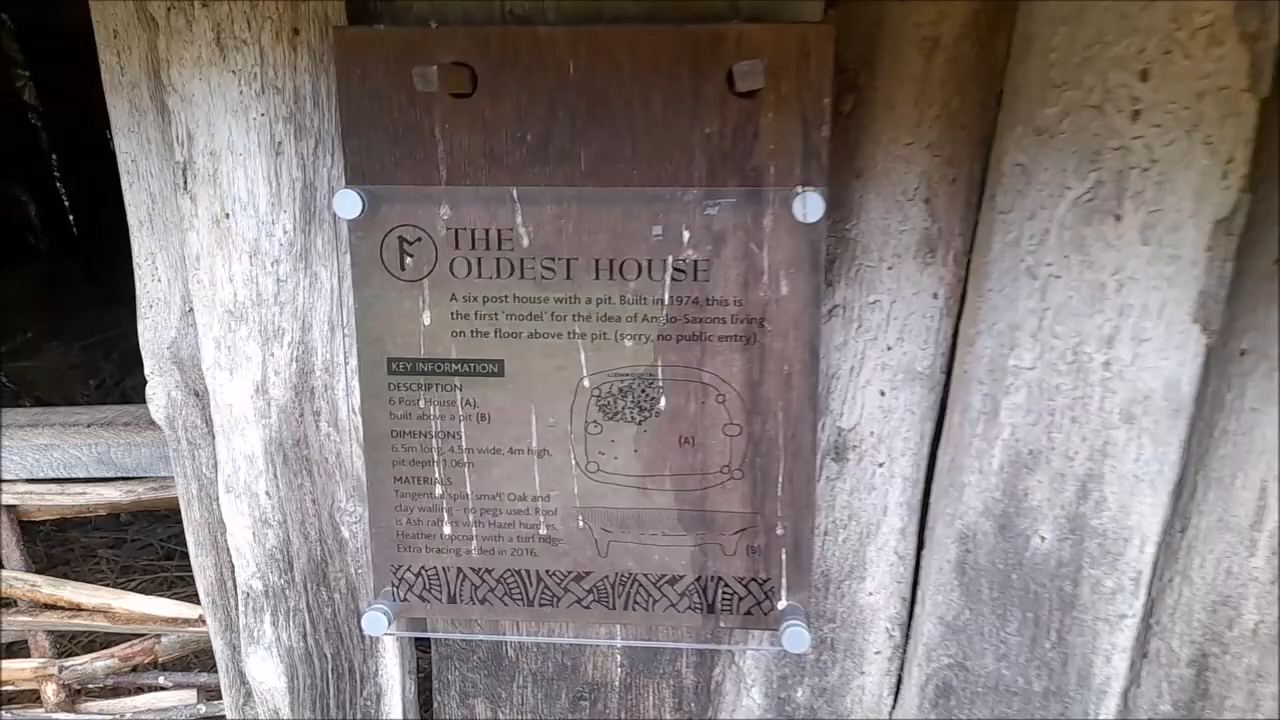 THE
OLDEST HOUSE
A six post house with a pit. Built in 1974, this is
the first 'model' for the idea of Anglo-Saxons living
on the floor above the pit. (sorry, no public entry).
KEY INFORMATION
DESCRIPTION
6 Post House (A),
built above a pit (B)
DIMENSIONS
6.5m long, 4.5m wide, 4m high,
pit depth 1.06m
MATERIALS
Tangential split 'small' Oak and
clay walling - no pegs used. Roof
is Ash rafters with Hazel hurdles,
Heather topcoat with a turf ridge.
Extra bracing added in 2016.
(A)
(B)